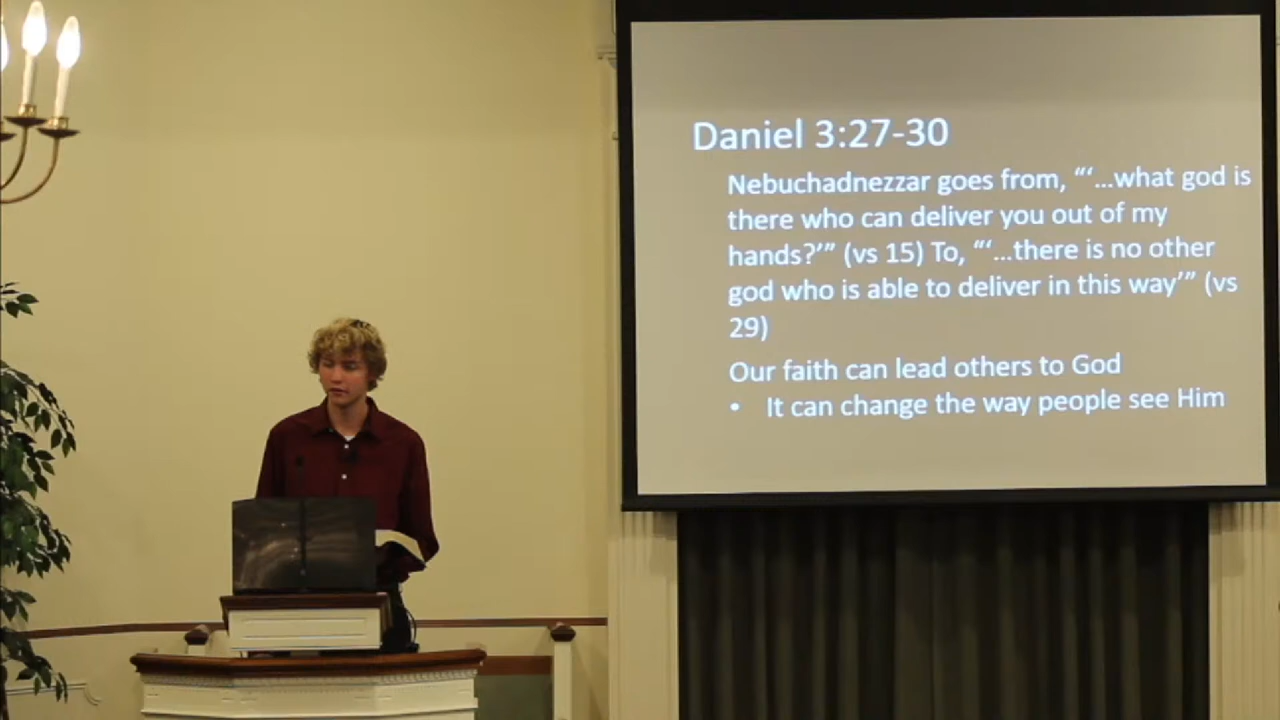 Daniel 3:27-30
Nebuchadnezzar goes from, “‘…what god is
there who can deliver you out of my
hands?’” (vs 15) To, “‘…there is no other
god who is able to deliver in this way’” (vs
29)
Our faith can lead others to God
• It can change the way people see Him